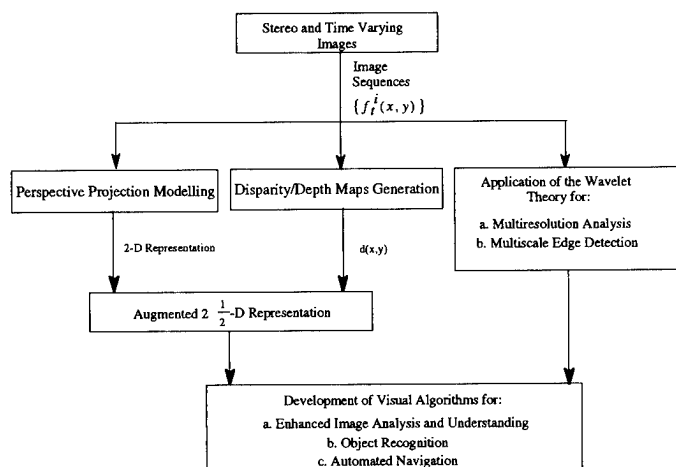 Stereo and Time Varying
Images
Image
Sequences
{ f_t^i (x, y) }
Perspective Projection Modelling
Disparity/Depth Maps Generation
Application of the Wavelet
Theory for:
a. Multiresolution Analysis
b. Multiscale Edge Detection
2-D Representation
d(x,y)
Augmented 2 1/2-D Representation
Development of Visual Algorithms for:
a. Enhanced Image Analysis and Understanding
b. Object Recognition
c. Automated Navigation